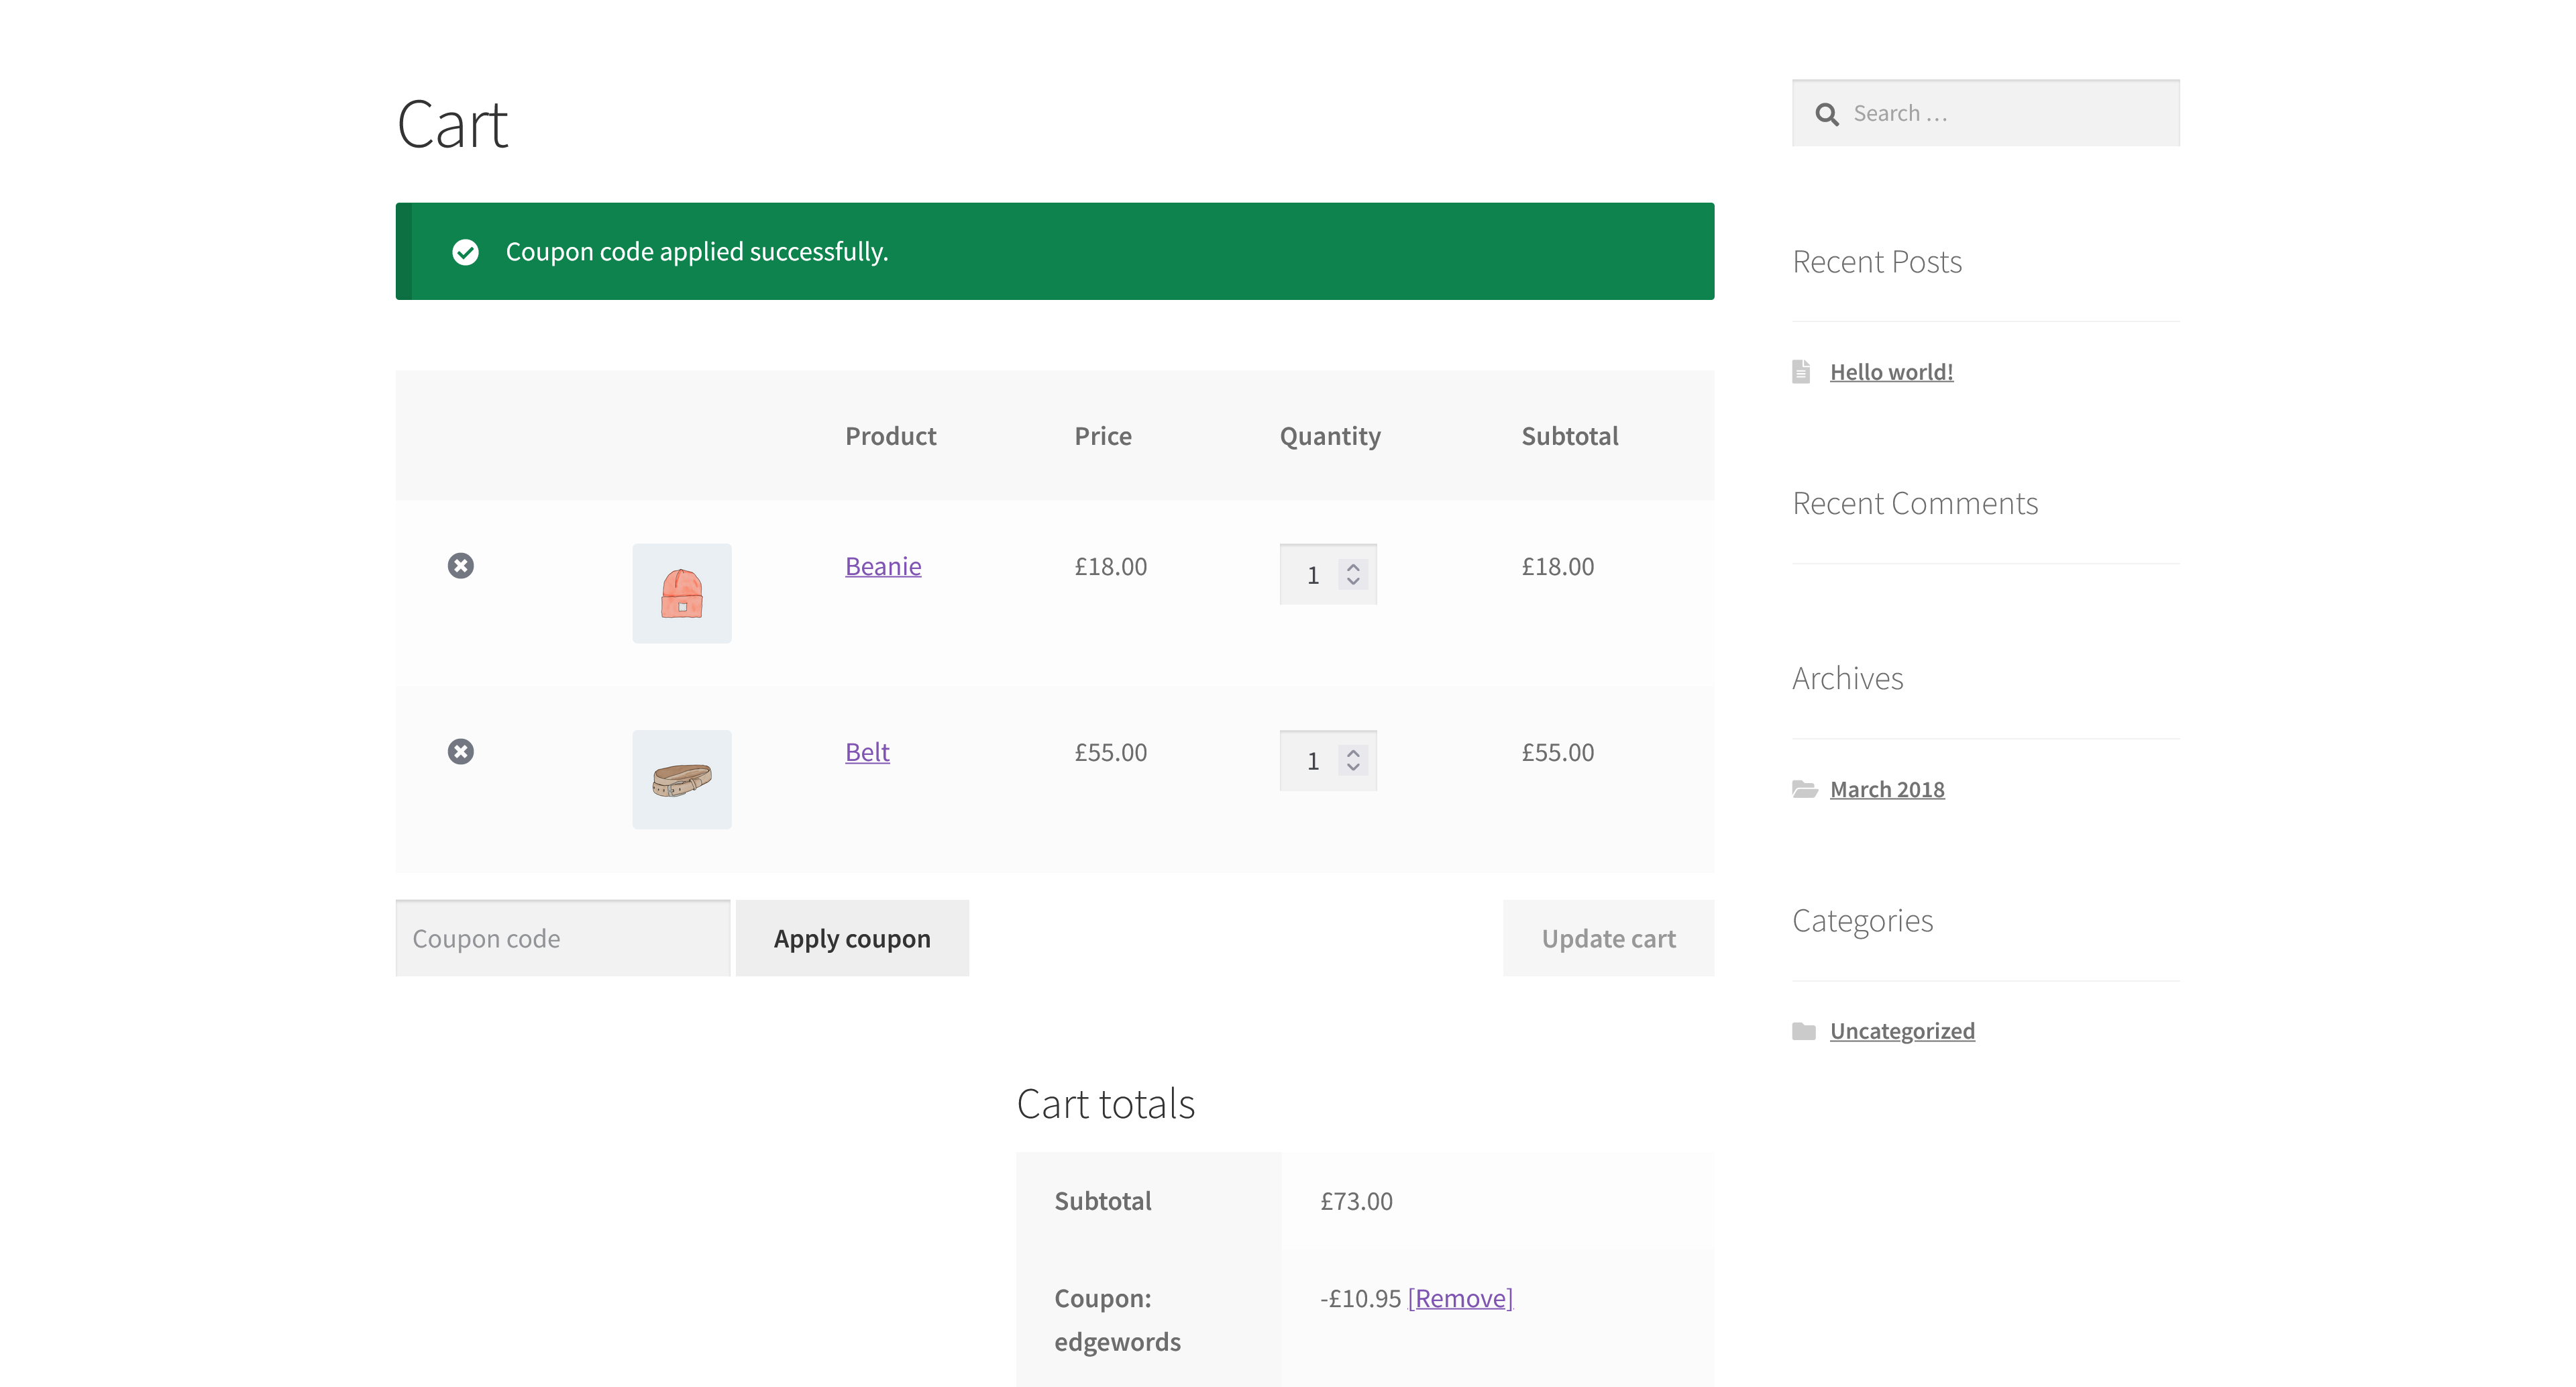 Cart
Search …
Coupon code applied successfully.
Product Price Quantity Subtotal
Beanie £18.00 1 £18.00
Belt £55.00 1 £55.00
Coupon code Apply coupon Update cart
Cart totals
Subtotal £73.00
Coupon: -£10.95 [Remove]
edgewords
Recent Posts
Hello world!
Recent Comments
Archives
March 2018
Categories
Uncategorized